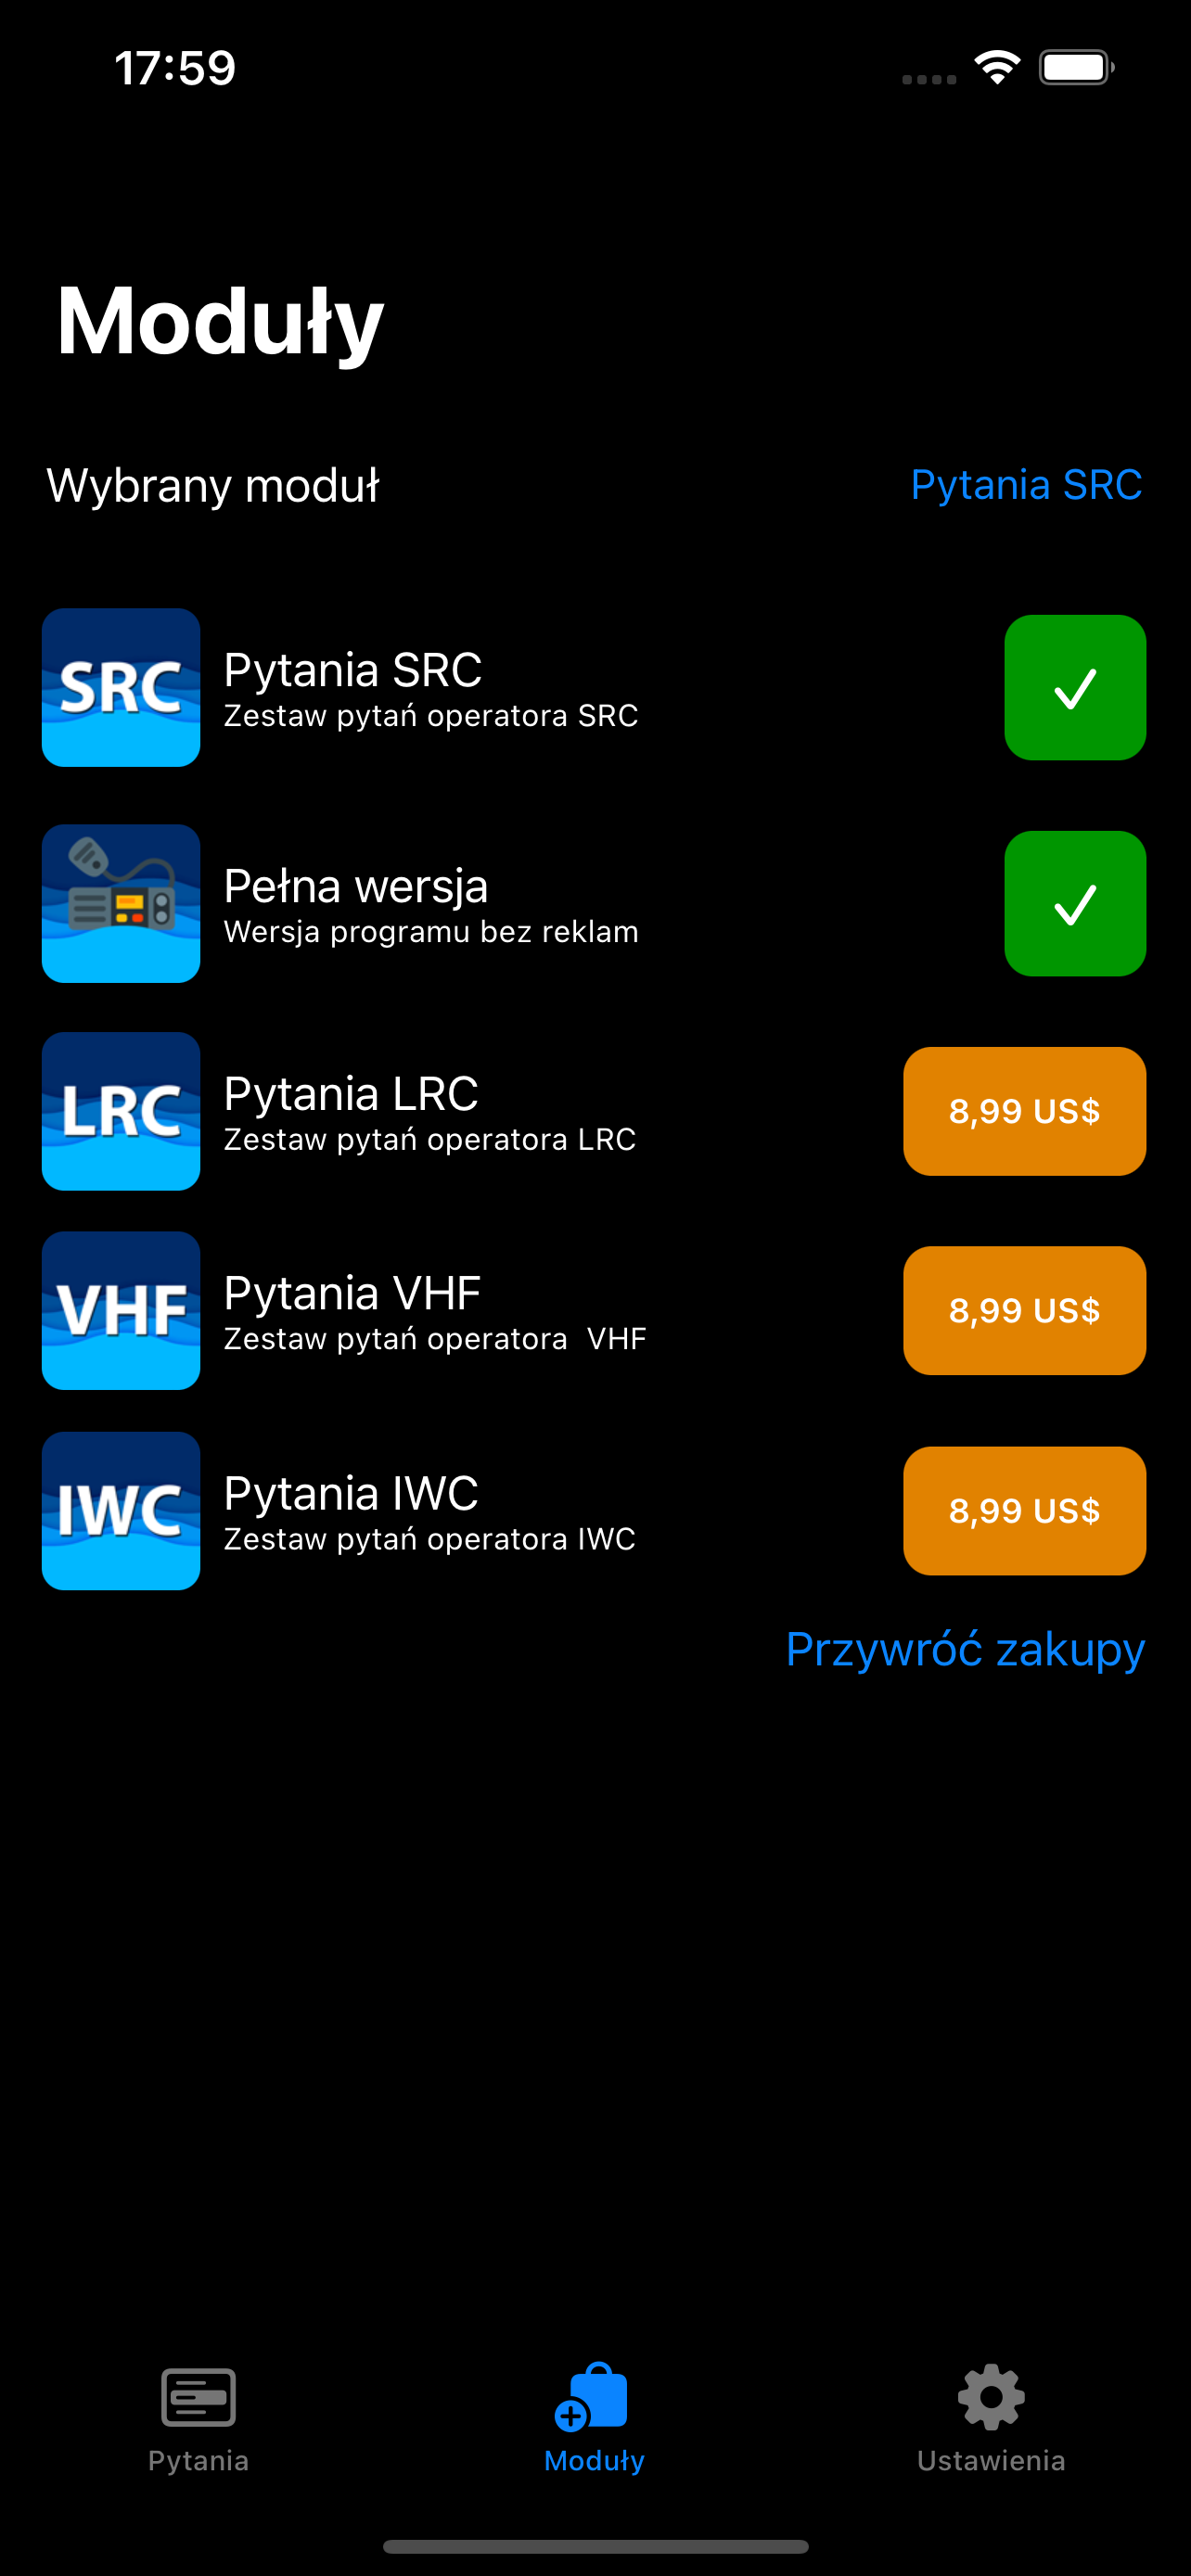 17:59
Moduły
Wybrany moduł
Pytania SRC
SRC
Pytania SRC
Zestaw pytań operatora SRC
Pełna wersja
Wersja programu bez reklam
LRC
Pytania LRC
Zestaw pytań operatora LRC
8,99 US$
VHF
Pytania VHF
Zestaw pytań operatora  VHF
8,99 US$
IWC
Pytania IWC
Zestaw pytań operatora IWC
8,99 US$
Przywróć zakupy
Pytania
Moduły
Ustawienia